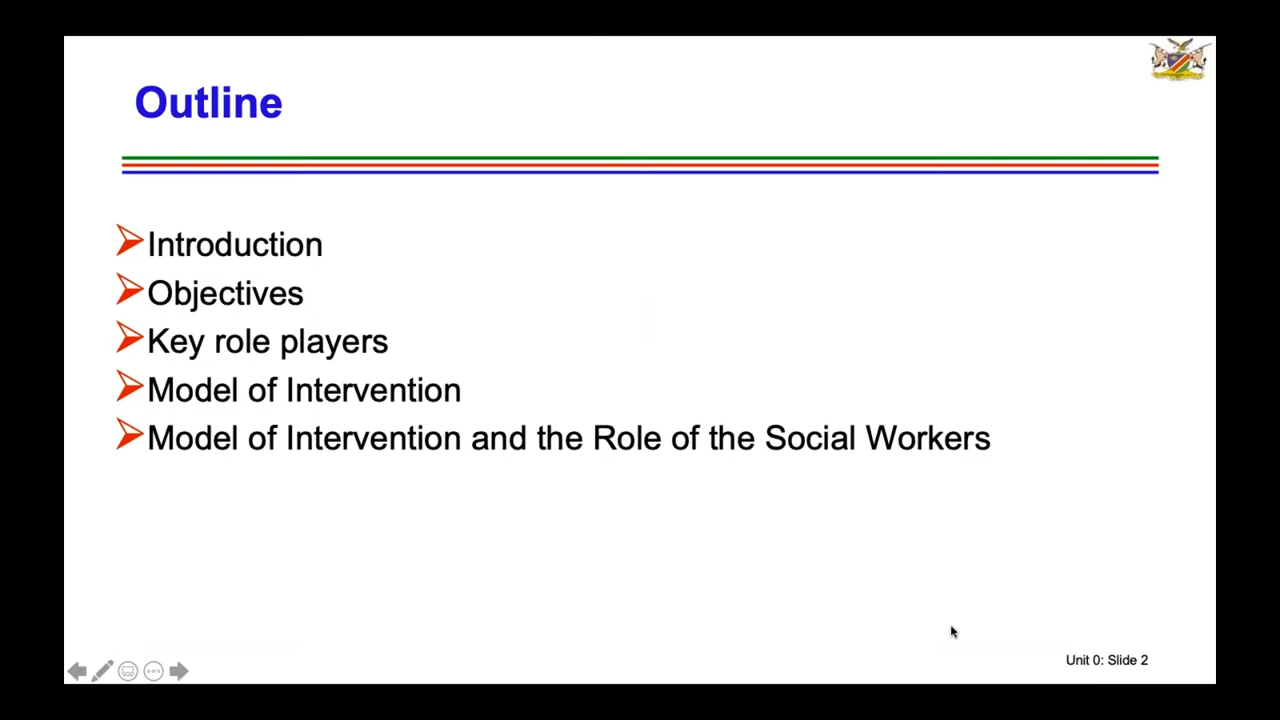 Outline
Introduction
Objectives
Key role players
Model of Intervention
Model of Intervention and the Role of the Social Workers
Unit 0: Slide 2